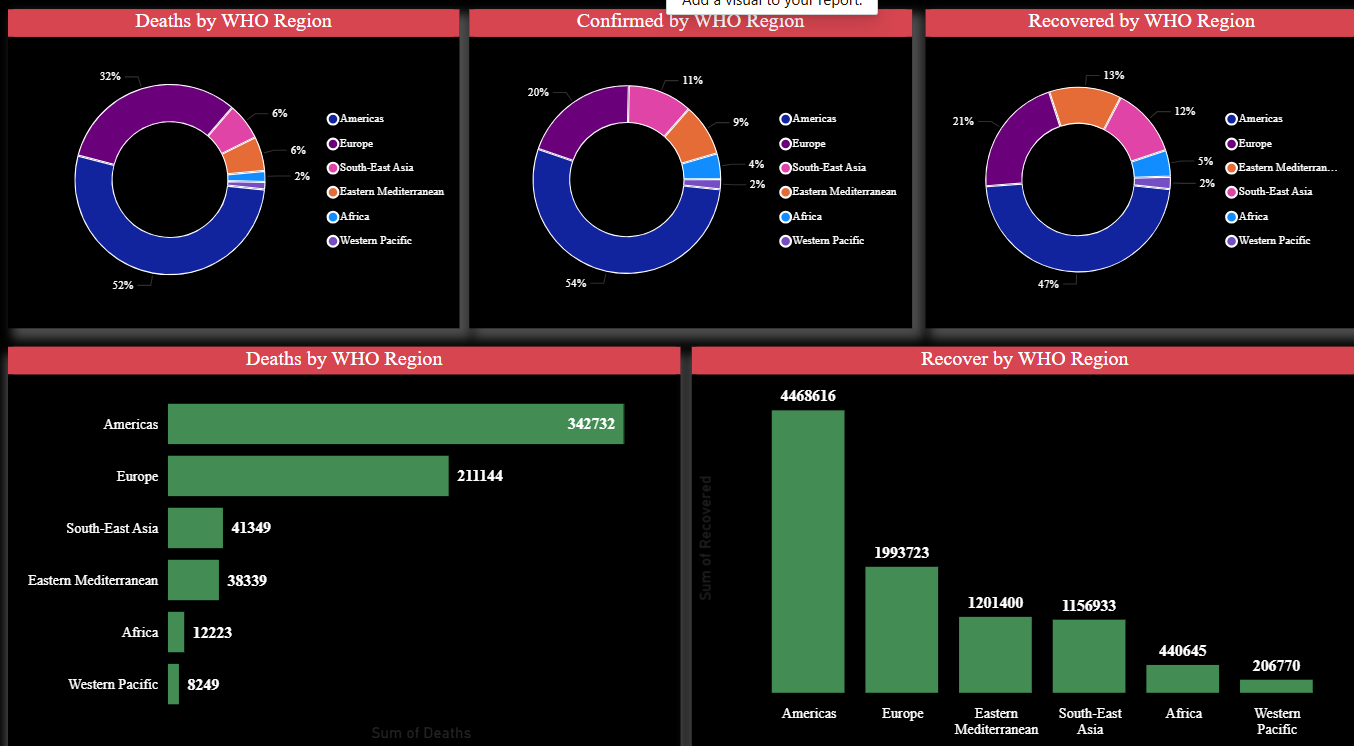 Add a visual to your report.
Deaths by WHO Region
32%
6%
6%
2%
52%
Americas
Europe
South-East Asia
Eastern Mediterranean
Africa
Western Pacific
Confirmed by WHO Region
20%
11%
9%
4%
2%
54%
Americas
Europe
South-East Asia
Eastern Mediterranean
Africa
Western Pacific
Recovered by WHO Region
13%
12%
21%
5%
2%
47%
Americas
Europe
Eastern Mediterran...
South-East Asia
Africa
Western Pacific
Deaths by WHO Region
Americas 342732
Europe 211144
South-East Asia 41349
Eastern Mediterranean 38339
Africa 12223
Western Pacific 8249
Sum of Deaths
Recover by WHO Region
Sum of Recovered
4468616
1993723
1201400
1156933
440645
206770
Americas
Europe
Eastern
Mediterranean
South-East
Asia
Africa
Western
Pacific